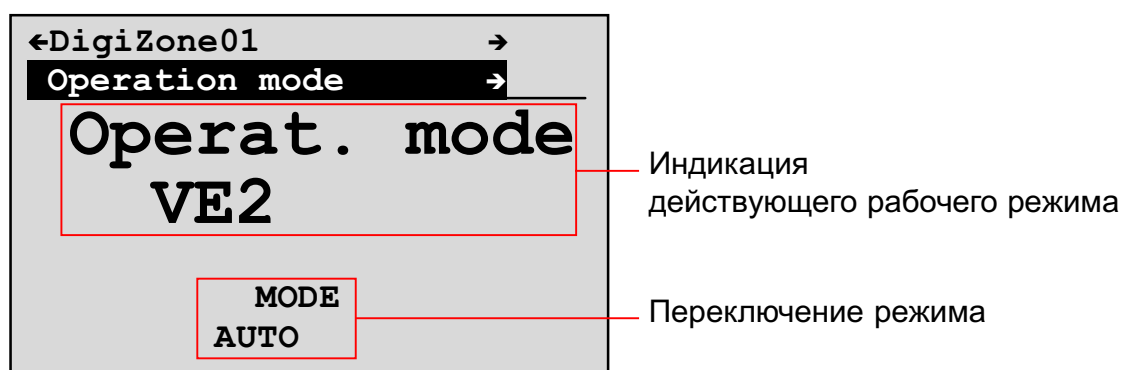 ←DigiZone01 →
Operation mode →
Operat. mode
VE2
Индикация
действующего рабочего режима
MODE
AUTO
Переключение режима